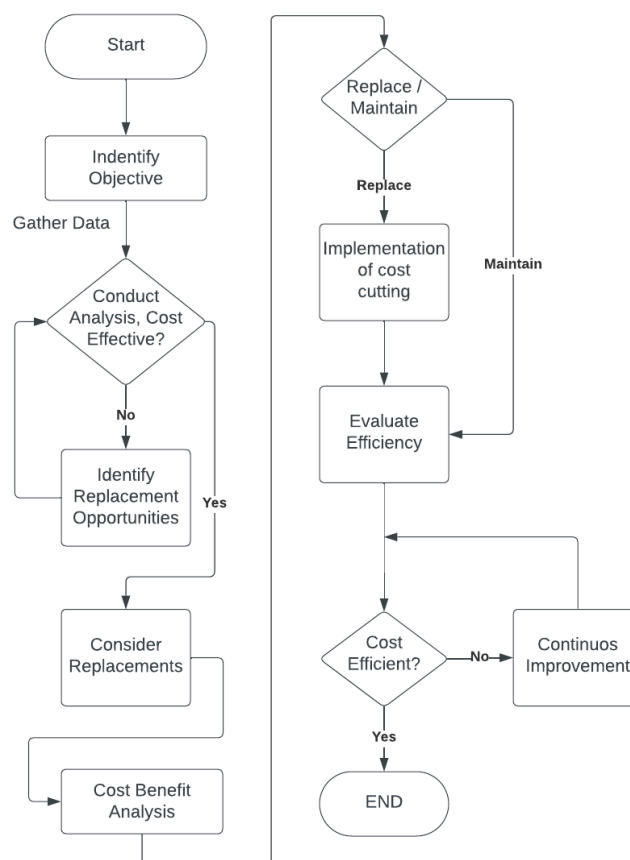 Start
Indentify
Objective
Gather Data
Conduct
Analysis, Cost
Effective?
No
Identify
Replacement
Opportunities
Yes
Consider
Replacements
Cost Benefit
Analysis
Replace /
Maintain
Replace
Maintain
Implementation
of cost
cutting
Evaluate
Efficiency
Cost
Efficient?
No
Continuos
Improvement
Yes
END